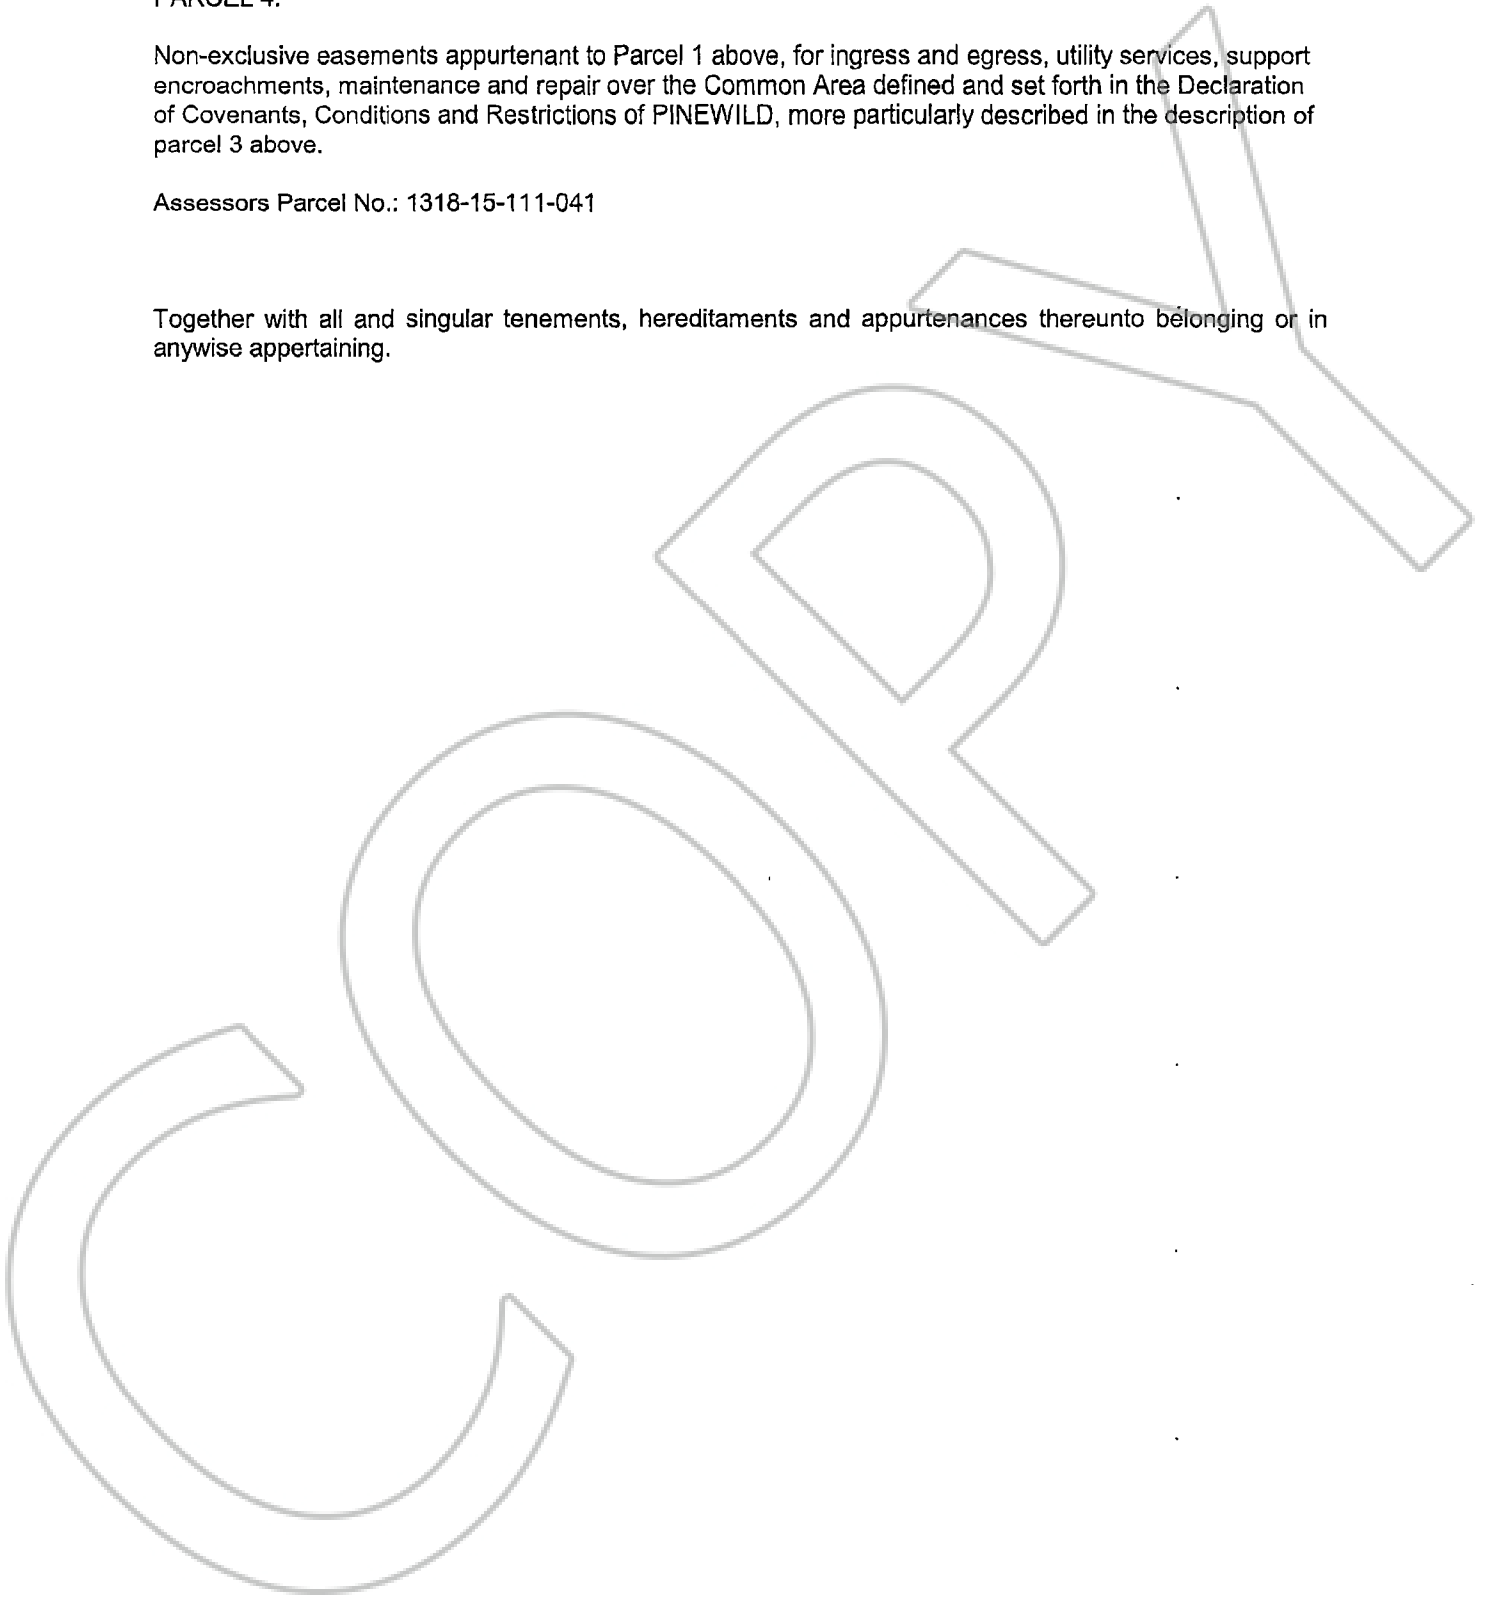 PARCEL 4:
Non-exclusive easements appurtenant to Parcel 1 above, for ingress and egress, utility services, support
encroachments, maintenance and repair over the Common Area defined and set forth in the Declaration
of Covenants, Conditions and Restrictions of PINEWILD, more particularly described in the description of
parcel 3 above.
Assessors Parcel No.: 1318-15-111-041
Together with all and singular tenements, hereditaments and appurtenances thereunto belonging or in
anywise appertaining.
COPY